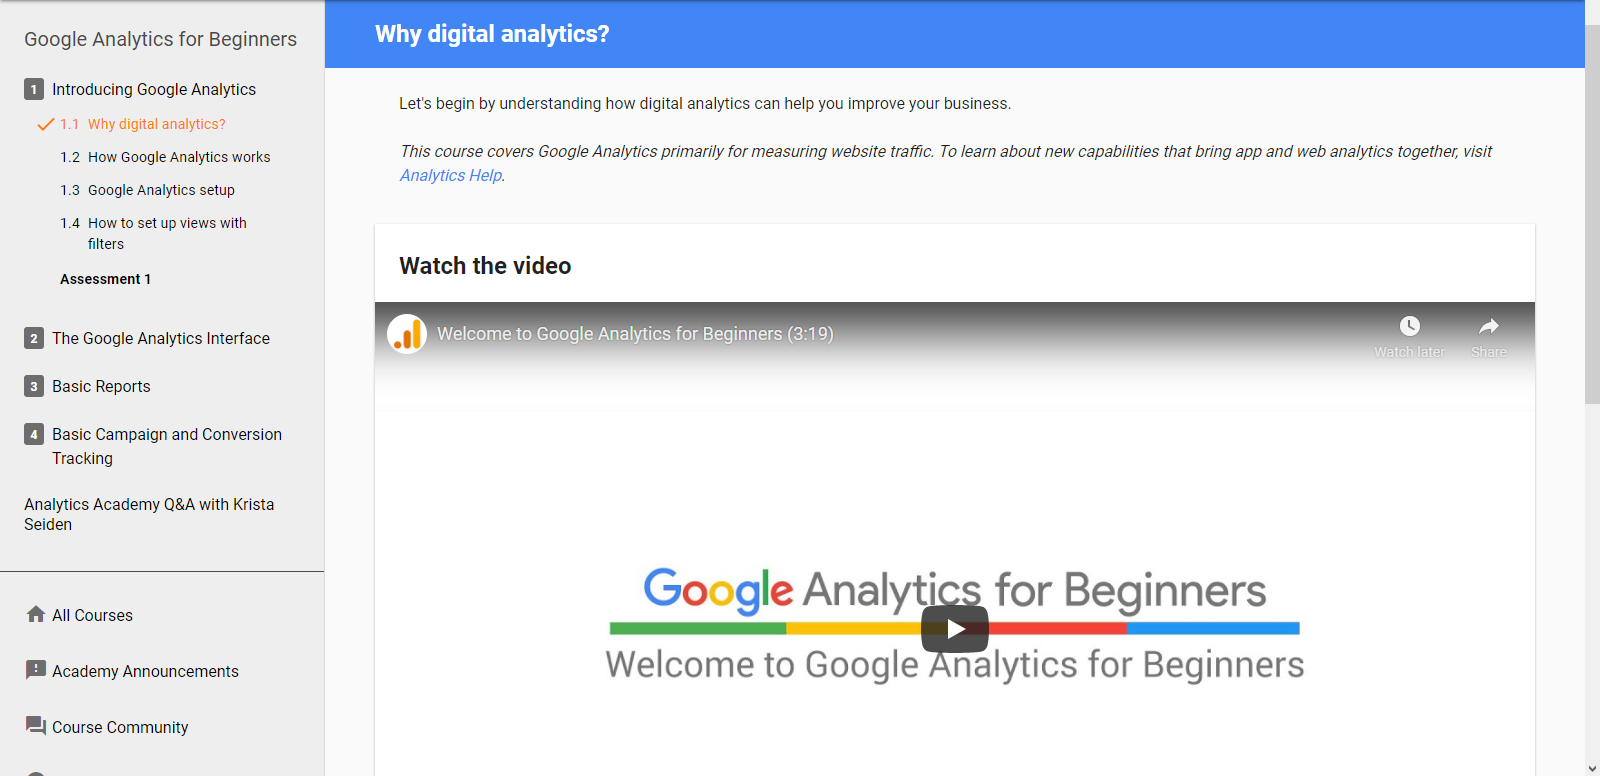 Google Analytics for Beginners
1 Introducing Google Analytics
1.1 Why digital analytics?
1.2 How Google Analytics works
1.3 Google Analytics setup
1.4 How to set up views with
filters
Assessment 1
2 The Google Analytics Interface
3 Basic Reports
4 Basic Campaign and Conversion
Tracking
Analytics Academy Q&A with Krista
Seiden
All Courses
Academy Announcements
Course Community
Why digital analytics?
Let's begin by understanding how digital analytics can help you improve your business.
This course covers Google Analytics primarily for measuring website traffic. To learn about new capabilities that bring app and web analytics together, visit
Analytics Help.
Watch the video
Welcome to Google Analytics for Beginners (3:19)
Watch later
Share
Google Analytics for Beginners
Welcome to Google Analytics for Beginners